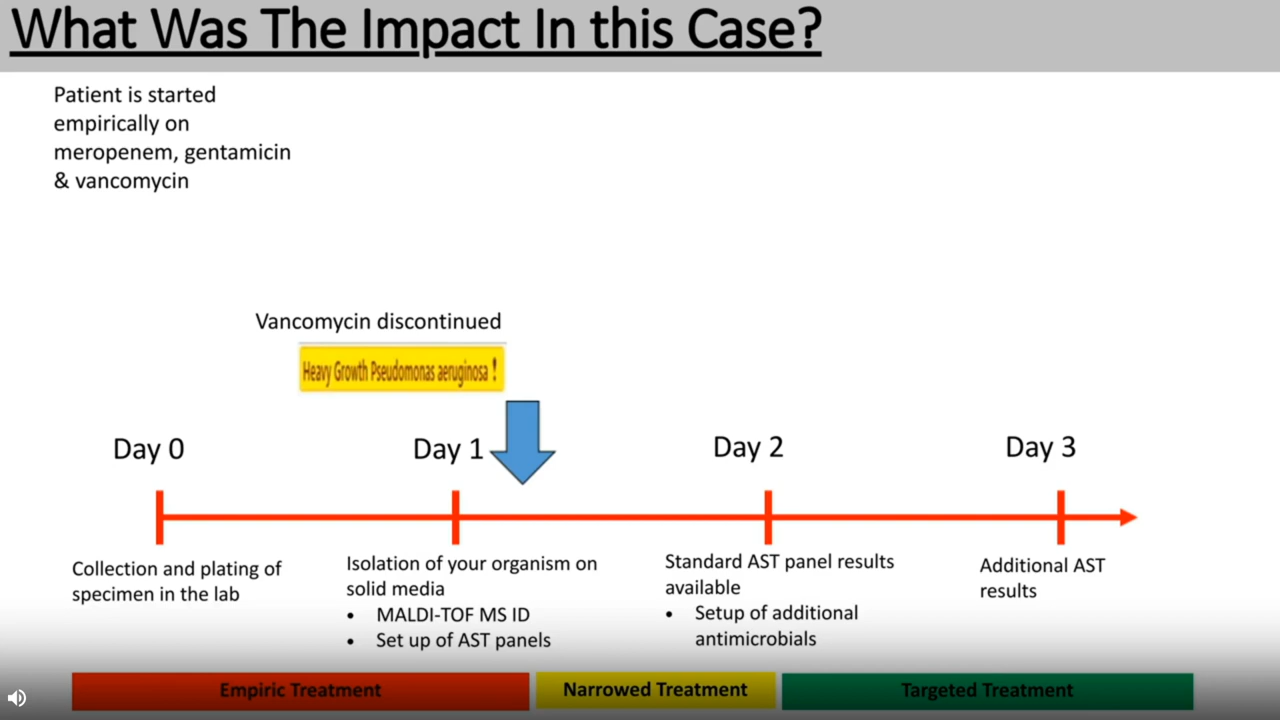 What Was The Impact In this Case?
Patient is started
empirically on
meropenem, gentamicin
& vancomycin
Vancomycin discontinued
Heavy Growth Pseudomonas aeruginosa !
Day 0
Day 1
Day 2
Day 3
Collection and plating of
specimen in the lab
Isolation of your organism on
solid media
• MALDI-TOF MS ID
• Set up of AST panels
Standard AST panel results
available
• Setup of additional
antimicrobials
Additional AST
results
Empiric Treatment
Narrowed Treatment
Targeted Treatment